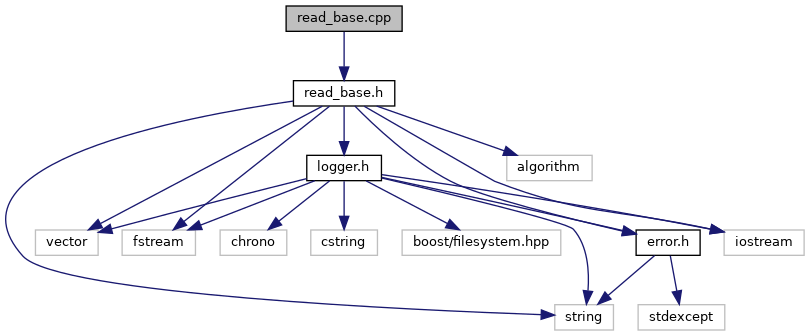 read_base.cpp
read_base.h
logger.h
algorithm
vector
fstream
chrono
cstring
boost/filesystem.hpp
error.h
iostream
string
stdexcept